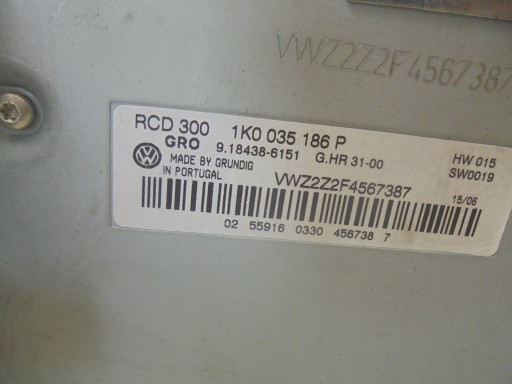 VWZ2Z2F4567387
RCD 300 1K0 035 186 P
GRO 9.18438-6151 G.HR 31-00 HW 015
MADE BY GRUNDIG SW0019
IN PORTUGAL VWZ2Z2F4567387 15/06
02 55916 0330 456738 7